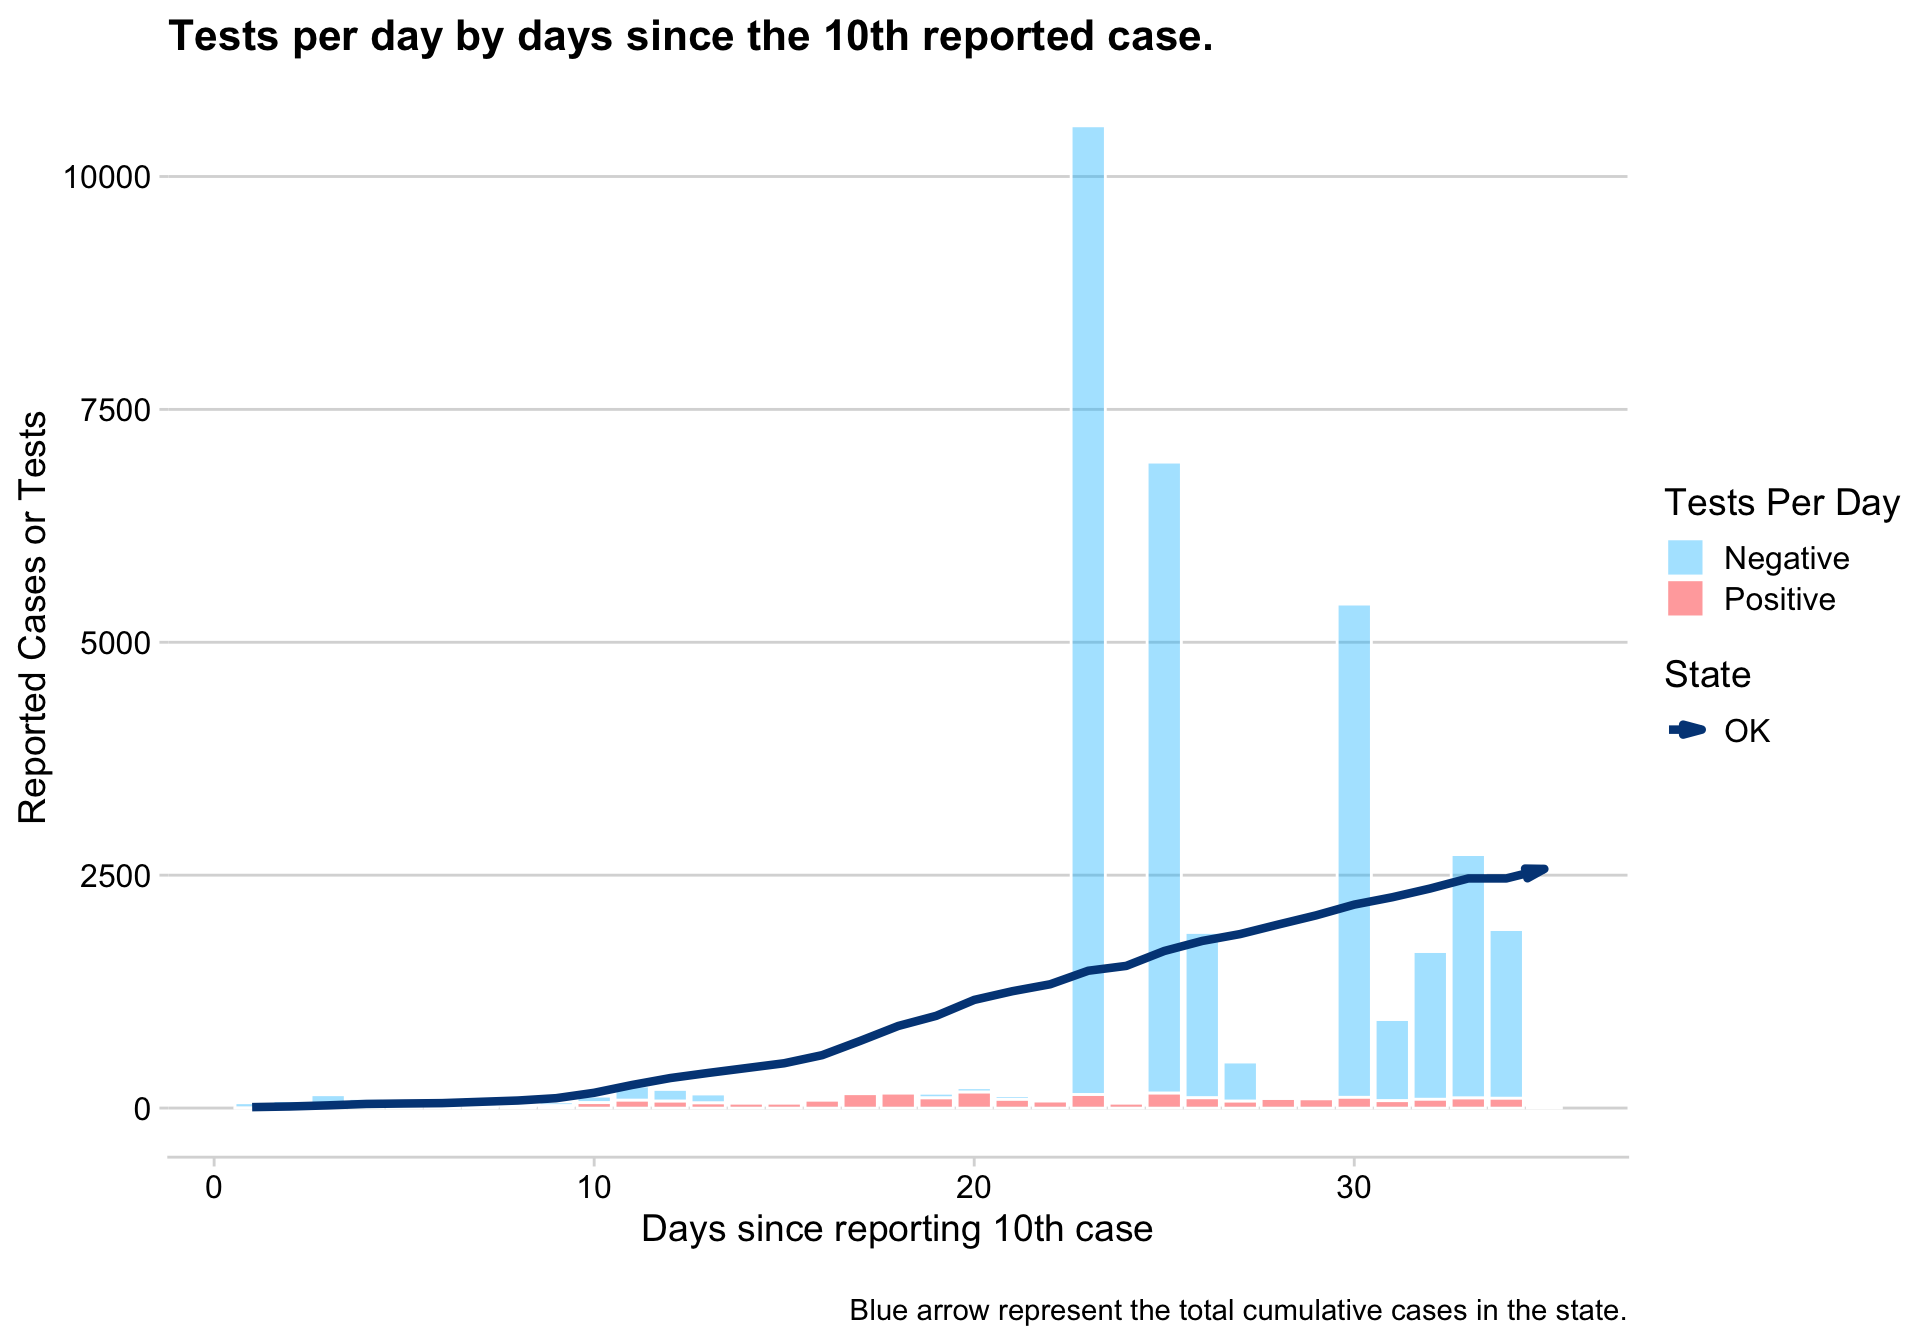 Tests per day by days since the 10th reported case.
Reported Cases or Tests
10000
7500
5000
2500
0
0 10 20 30
Days since reporting 10th case
Tests Per Day
Negative
Positive
State
OK
Blue arrow represent the total cumulative cases in the state.